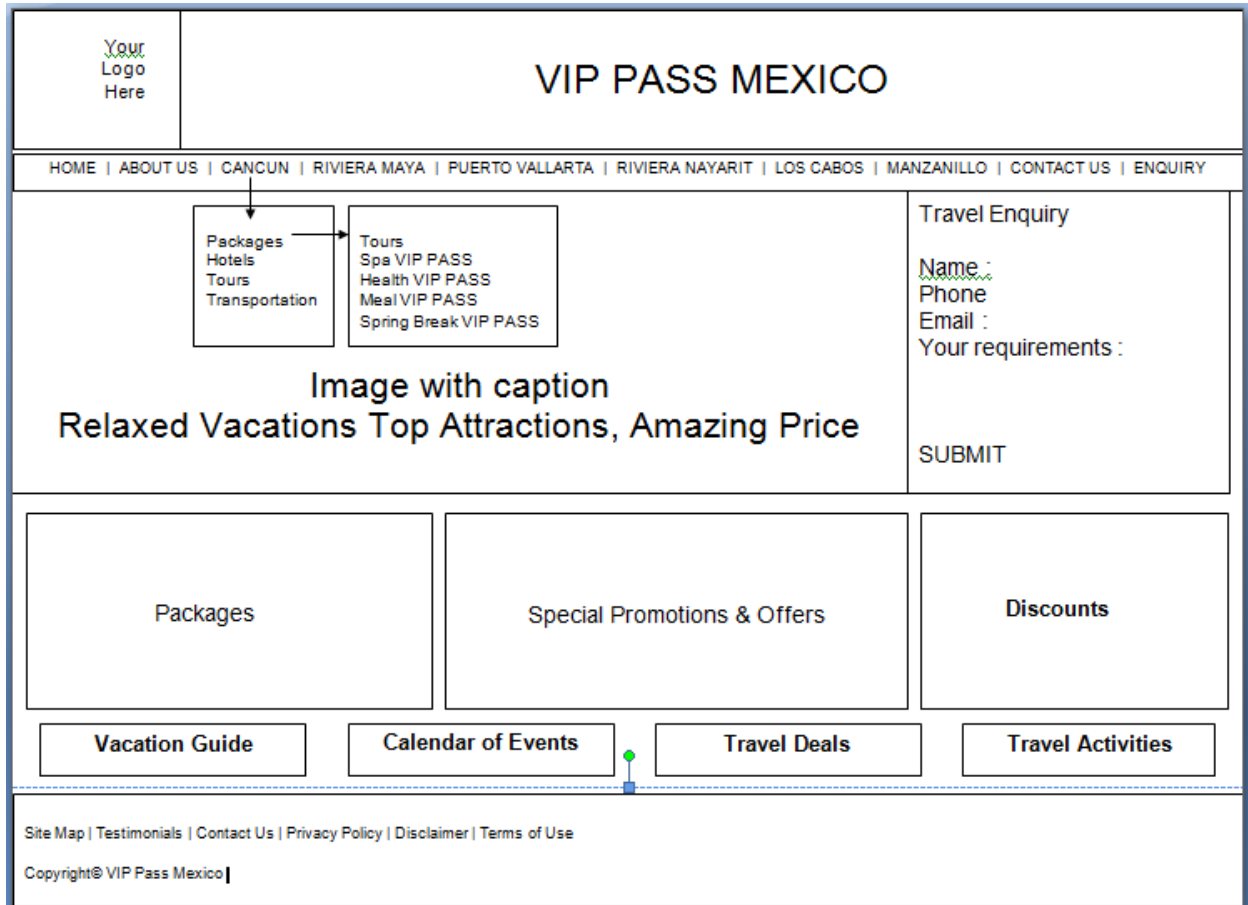 Your
Logo
Here
VIP PASS MEXICO
HOME | ABOUT US | CANCUN | RIVIERA MAYA | PUERTO VALLARTA | RIVIERA NAYARIT | LOS CABOS | MANZANILLO | CONTACT US | ENQUIRY
Packages
Hotels
Tours
Transportation
Tours
Spa VIP PASS
Health VIP PASS
Meal VIP PASS
Spring Break VIP PASS
Image with caption
Relaxed Vacations Top Attractions, Amazing Price
Travel Enquiry
Name :
Phone
Email :
Your requirements :
SUBMIT
Packages
Special Promotions & Offers
Discounts
Vacation Guide
Calendar of Events
Travel Deals
Travel Activities
Site Map | Testimonials | Contact Us | Privacy Policy | Disclaimer | Terms of Use
Copyright© VIP Pass Mexico